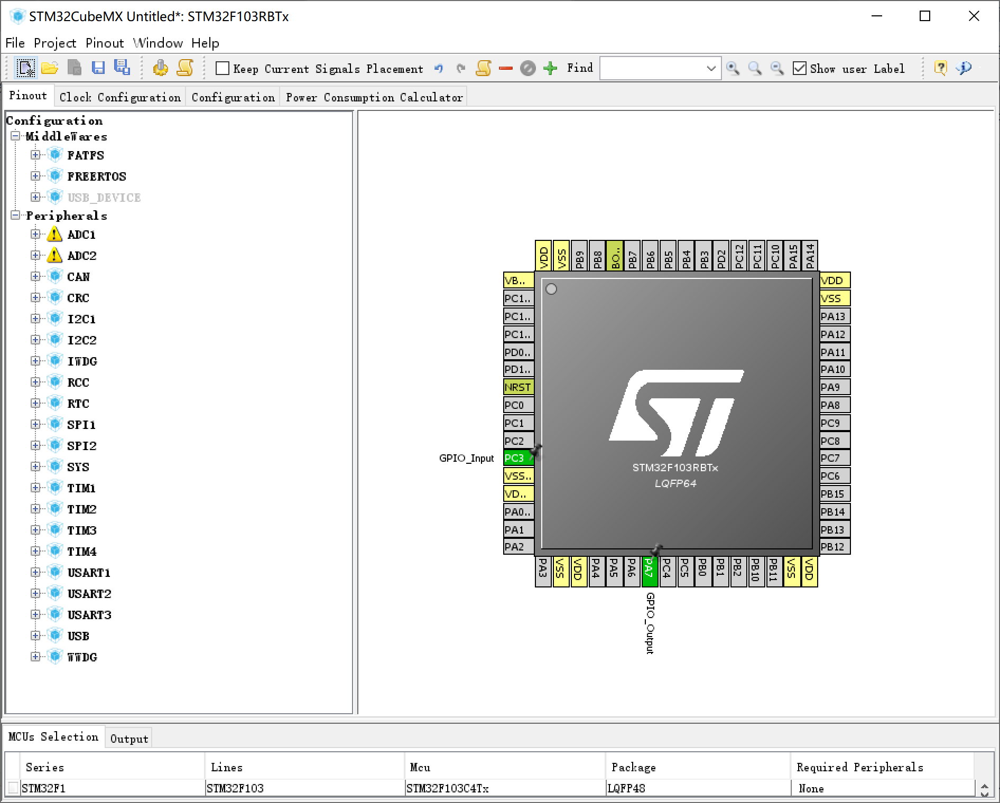 STM32CubeMX Untitled*: STM32F103RBTx
File Project Pinout Window Help
Keep Current Signals Placement Find Show user Label
Pinout Clock Configuration Configuration Power Consumption Calculator
Configuration
MiddleWares
FATFS
FREERTOS
USB_DEVICE
Peripherals
ADC1
ADC2
CAN
CRC
I2C1
I2C2
IWDG
RCC
RTC
SPI1
SPI2
SYS
TIM1
TIM2
TIM3
TIM4
USART1
USART2
USART3
USB
WWDG
VDD VSS PB9 PB8 BO.. PB7 PB6 PB5 PB4 PB3 PD2 PC12 PC11 PC10 PA15 PA14
VB..
PC1..
PC1..
PC1..
PD0..
PD1..
NRST
PC0
PC1
PC2
GPIO_Input PC3
VSS..
VD..
PA0..
PA1
PA2
ST
STM32F103RBTx
LQFP64
VDD
VSS
PA13
PA12
PA11
PA10
PA9
PA8
PC9
PC8
PC7
PC6
PB15
PB14
PB13
PB12
PA3 VSS VDD PA4 PA5 PA6 PA7 PC4 PC5 PB0 PB1 PB2 PB10 PB11 VSS VDD
GPIO_Output
MCUs Selection Output
Series Lines Mcu Package Required Peripherals
STM32F1 STM32F103 STM32F103C4Tx LQFP48 None